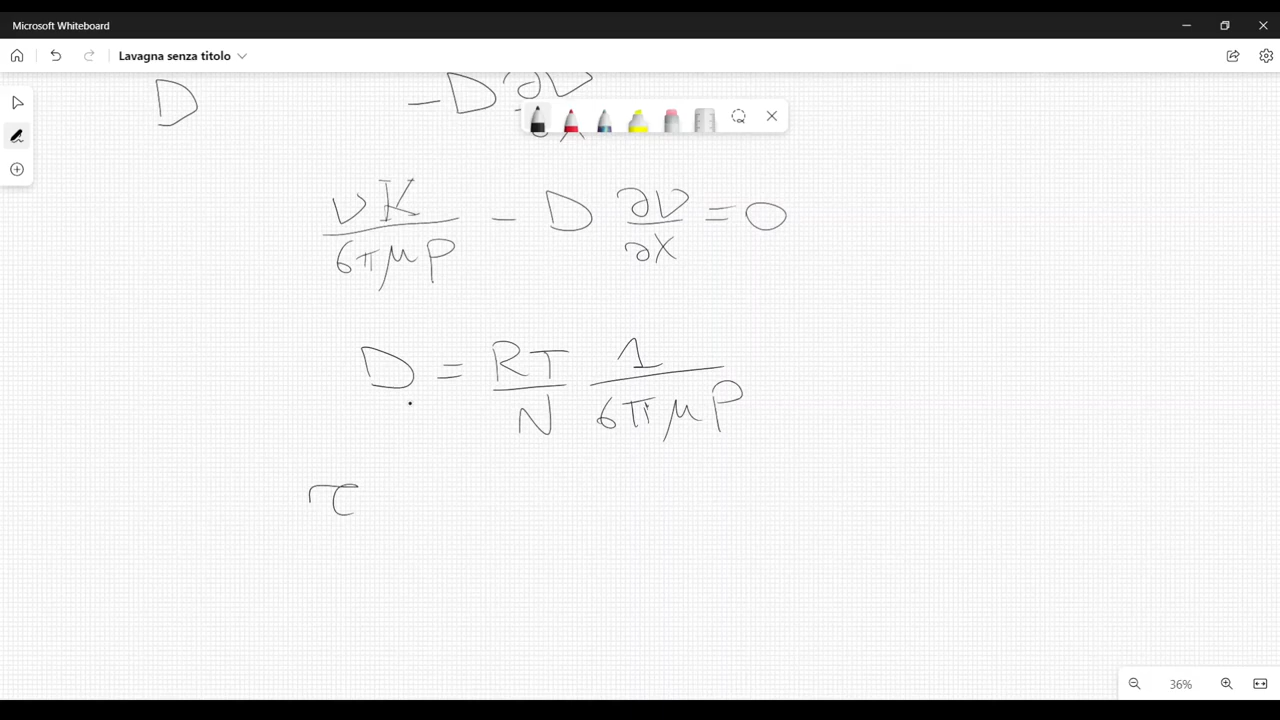 Microsoft Whiteboard
Lavagna senza titolo
D −D ∂ν
νK/6πμP − D ∂ν/∂x = 0
D = RT/N 1/6πμP
τ
36%